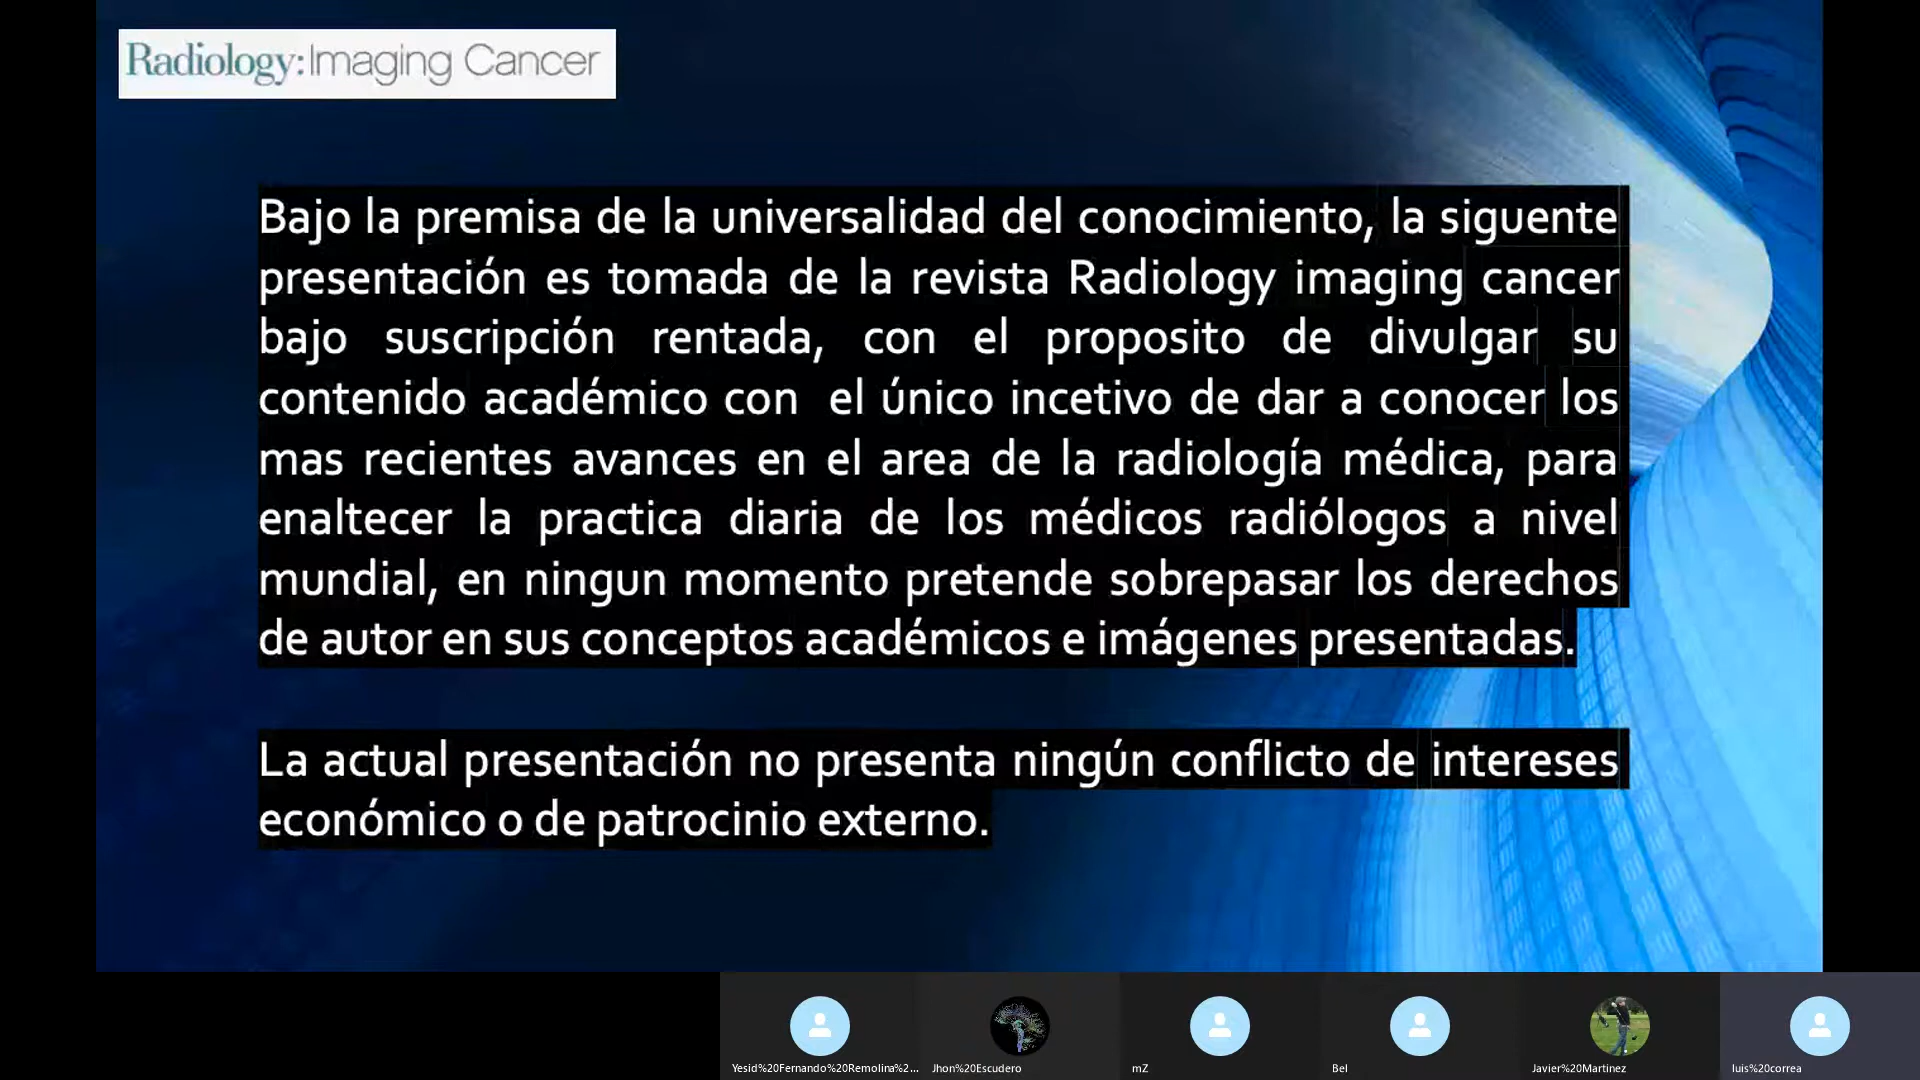 Radiology: Imaging Cancer
Bajo la premisa de la universalidad del conocimiento, la siguente
presentación es tomada de la revista Radiology imaging cancer
bajo suscripción rentada, con el proposito de divulgar su
contenido académico con el único incetivo de dar a conocer los
mas recientes avances en el area de la radiología médica, para
enaltecer la practica diaria de los médicos radiólogos a nivel
mundial, en ningun momento pretende sobrepasar los derechos
de autor en sus conceptos académicos e imágenes presentadas.
La actual presentación no presenta ningún conflicto de intereses
económico o de patrocinio externo.
Yesid%20Fernando%20Remolina%2...
Jhon%20Escudero
mZ
Bel
Javier%20Martinez
luis%20correa